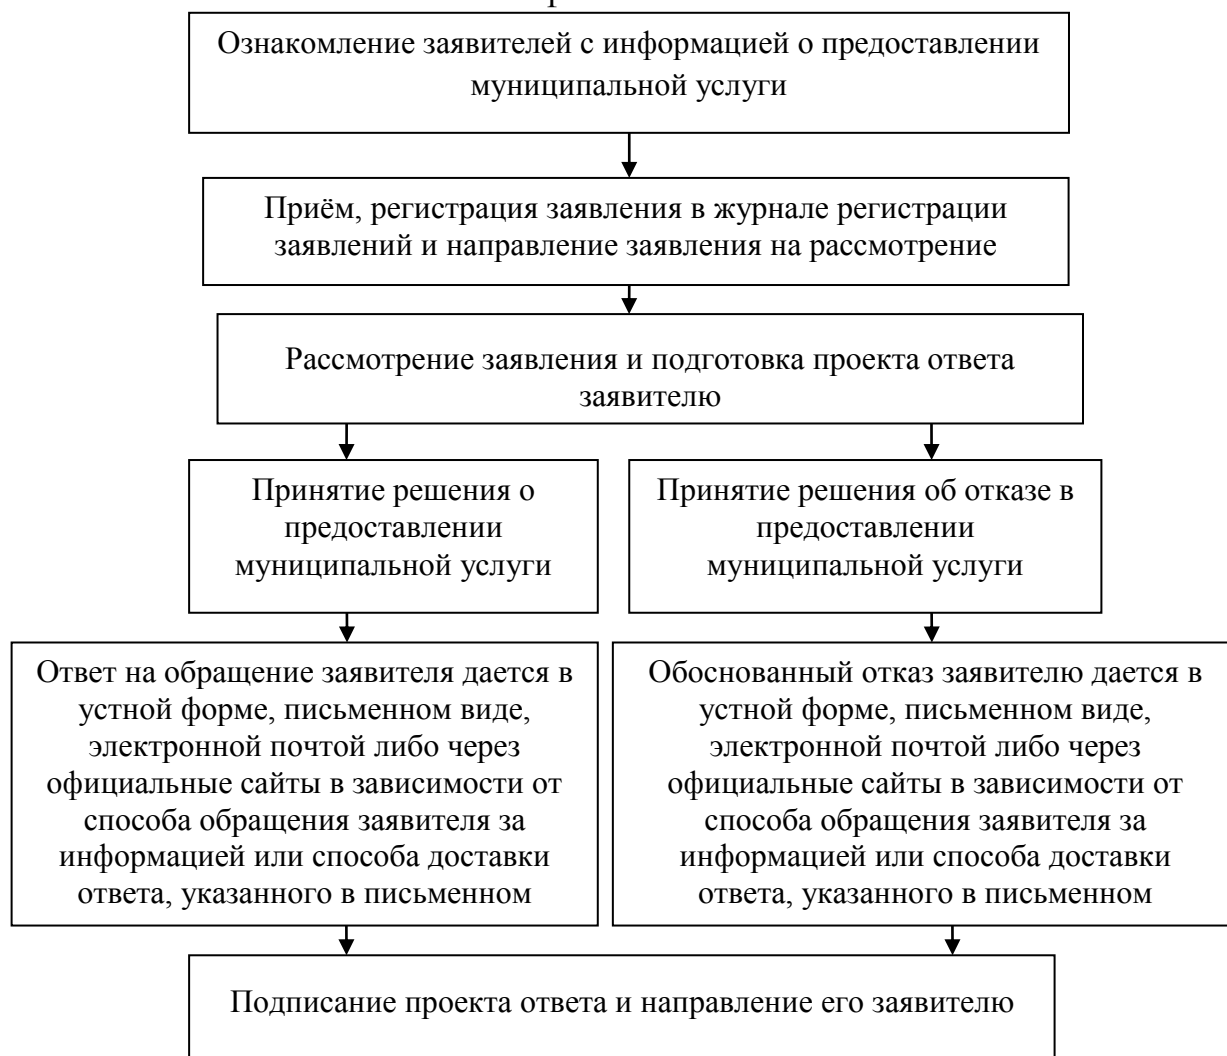 Ознакомление заявителей с информацией о предоставлении
муниципальной услуги
Приём, регистрация заявления в журнале регистрации
заявлений и направление заявления на рассмотрение
Рассмотрение заявления и подготовка проекта ответа
заявителю
Принятие решения о
предоставлении
муниципальной услуги
Принятие решения об отказе в
предоставлении
муниципальной услуги
Ответ на обращение заявителя дается в
устной форме, письменном виде,
электронной почтой либо через
официальные сайты в зависимости от
способа обращения заявителя за
информацией или способа доставки
ответа, указанного в письменном
Обоснованный отказ заявителю дается в
устной форме, письменном виде,
электронной почтой либо через
официальные сайты в зависимости от
способа обращения заявителя за
информацией или способа доставки
ответа, указанного в письменном
Подписание проекта ответа и направление его заявителю